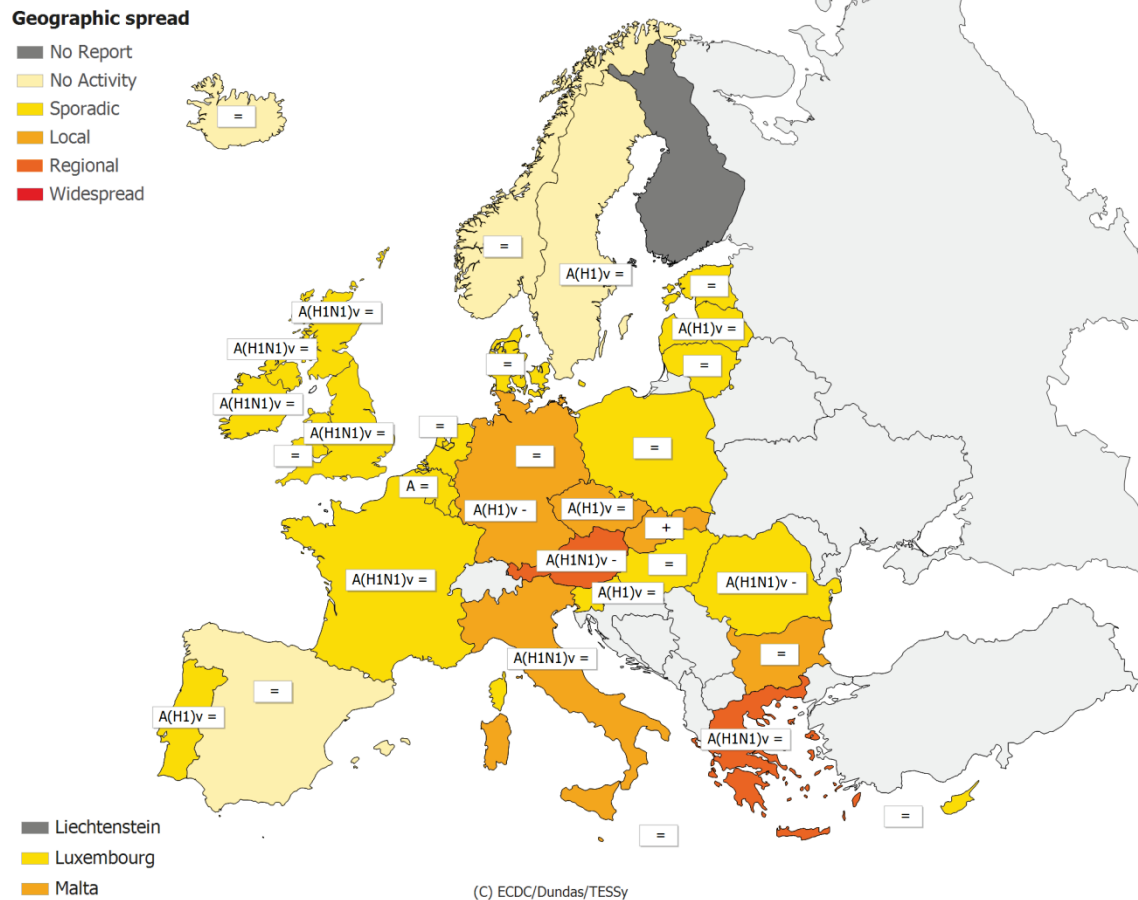 Geographic spread
No Report
No Activity
Sporadic
Local
Regional
Widespread
=
=
A(H1)v =
=
A(H1N1)v =
A(H1)v =
A(H1N1)v =
=
=
A(H1N1)v =
=
A(H1N1)v =
=
=
=
A =
A(H1)v -
A(H1)v =
+
A(H1N1)v -
=
A(H1N1)v =
A(H1N1)v -
A(H1)v =
A(H1N1)v =
=
=
A(H1)v =
A(H1N1)v =
=
=
Liechtenstein
Luxembourg
Malta
(C) ECDC/Dundas/TESSy